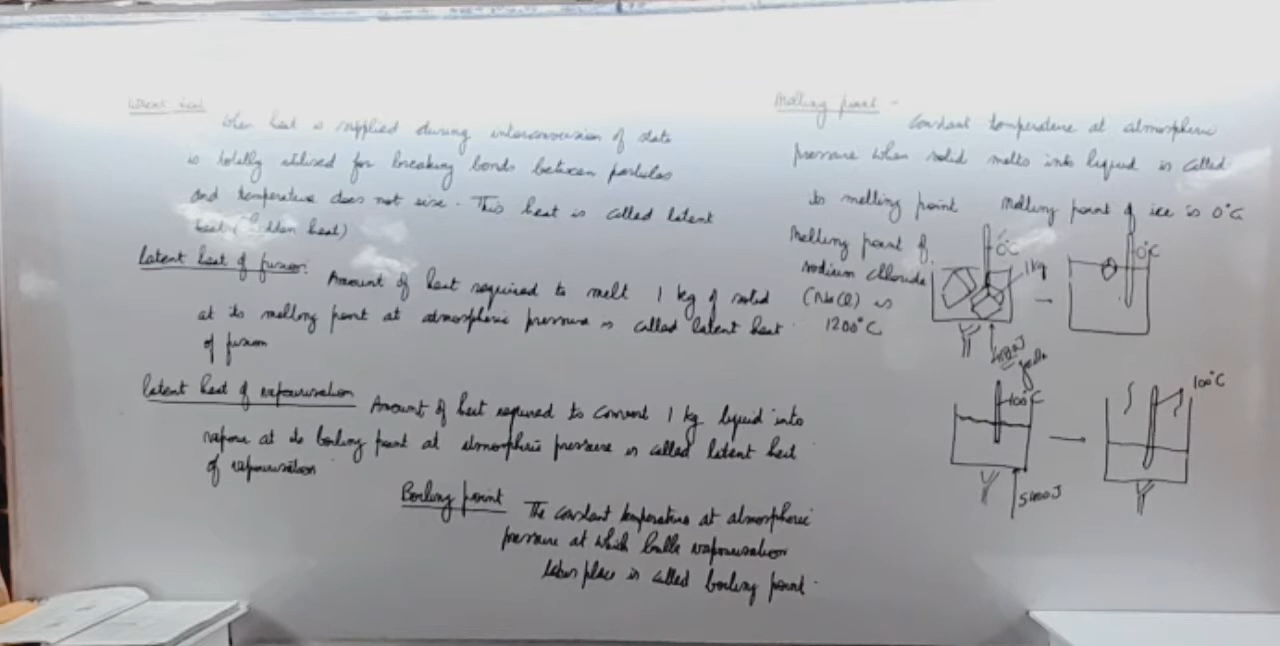 Latent heat
When heat is supplied during interconversion of state
is totally utilised for breaking bonds between particles
and temperature does not rise. This heat is called latent
heat (hidden heat)
latent heat of fusion: Amount of heat required to melt 1 kg of solid
at its melting point at atmospheric pressure is called latent heat
of fusion
latent heat of vapourisation Amount of heat required to convert 1 kg liquid into
vapour at its boiling point at atmospheric pressure is called latent heat
of vapourisation
Boiling point The constant temperature at atmospheric
pressure at which bulk vapourisation
takes place is called boiling point.
Melting point -
Constant temperature at atmospheric
pressure when solid melts into liquid is called
its melting point Melting point of ice is 0°C
Melting point of
sodium chloride
(NaCl) is
1200°C
0°C
1kg
0°C
100°C
100°C